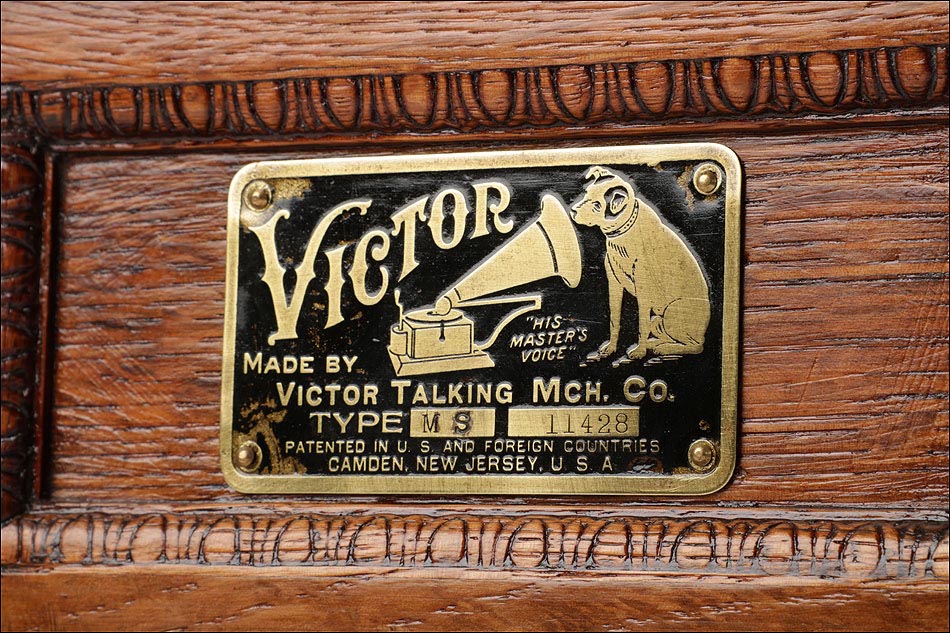 VICTOR
"HIS
MASTER'S
VOICE"
MADE BY
VICTOR TALKING MCH. CO.
TYPE M S 11428
PATENTED IN U. S. AND FOREIGN COUNTRIES
CAMDEN, NEW JERSEY, U. S. A.